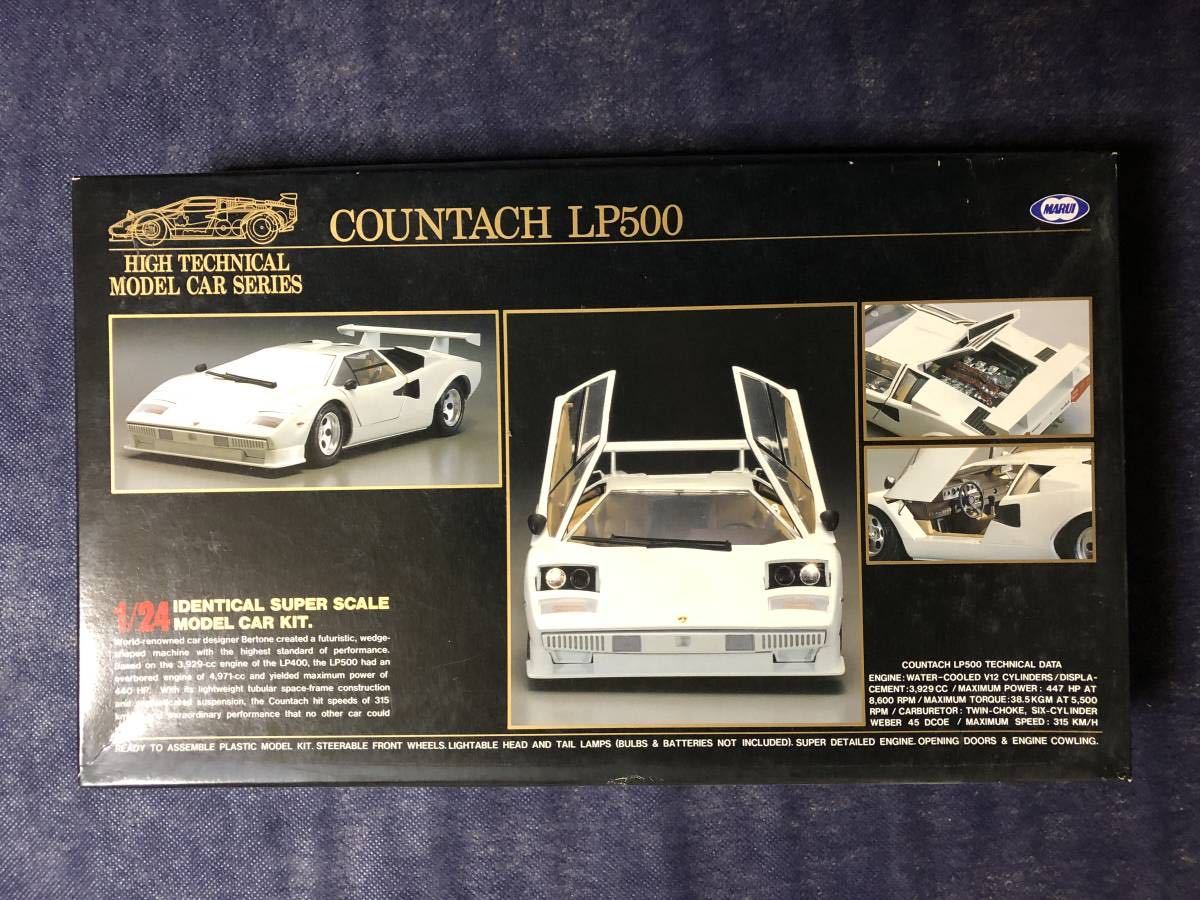 COUNTACH LP500
MARUI
HIGH TECHNICAL
MODEL CAR SERIES
1/24 IDENTICAL SUPER SCALE
MODEL CAR KIT.
World-renowned car designer Bertone created a futuristic, wedge-
shaped machine with the highest standard of performance.
Based on the 3,929-cc engine of the LP400, the LP500 had an
overbored engine of 4,971-cc and yielded maximum power of
440 HP. With its lightweight tubular space-frame construction
and suspension, the Countach hit speeds of 315
extraordinary performance that no other car could
COUNTACH LP500 TECHNICAL DATA
ENGINE: WATER-COOLED V12 CYLINDERS/DISPLA-
CEMENT: 3,929 CC / MAXIMUM POWER: 447 HP AT
8,600 RPM / MAXIMUM TORQUE: 38.5 KGM AT 5,500
RPM / CARBURETOR: TWIN-CHOKE, SIX-CYLINDER
WEBER 45 DCOE / MAXIMUM SPEED: 315 KM/H
READY TO ASSEMBLE PLASTIC MODEL KIT. STEERABLE FRONT WHEELS. LIGHTABLE HEAD AND TAIL LAMPS (BULBS & BATTERIES NOT INCLUDED). SUPER DETAILED ENGINE. OPENING DOORS & ENGINE COWLING.